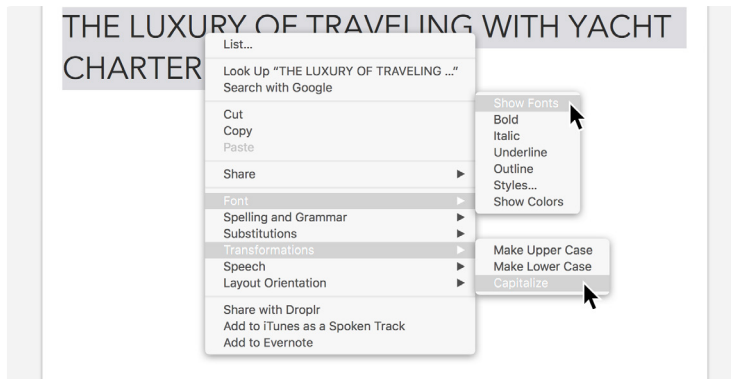 THE LUXURY OF TRAVELING WITH YACHT
CHARTER
List...
Look Up “THE LUXURY OF TRAVELING ...”
Search with Google
Cut
Copy
Paste
Share
Font
Spelling and Grammar
Substitutions
Transformations
Speech
Layout Orientation
Share with Droplr
Add to iTunes as a Spoken Track
Add to Evernote
Show Fonts
Bold
Italic
Underline
Outline
Styles...
Show Colors
Make Upper Case
Make Lower Case
Capitalize